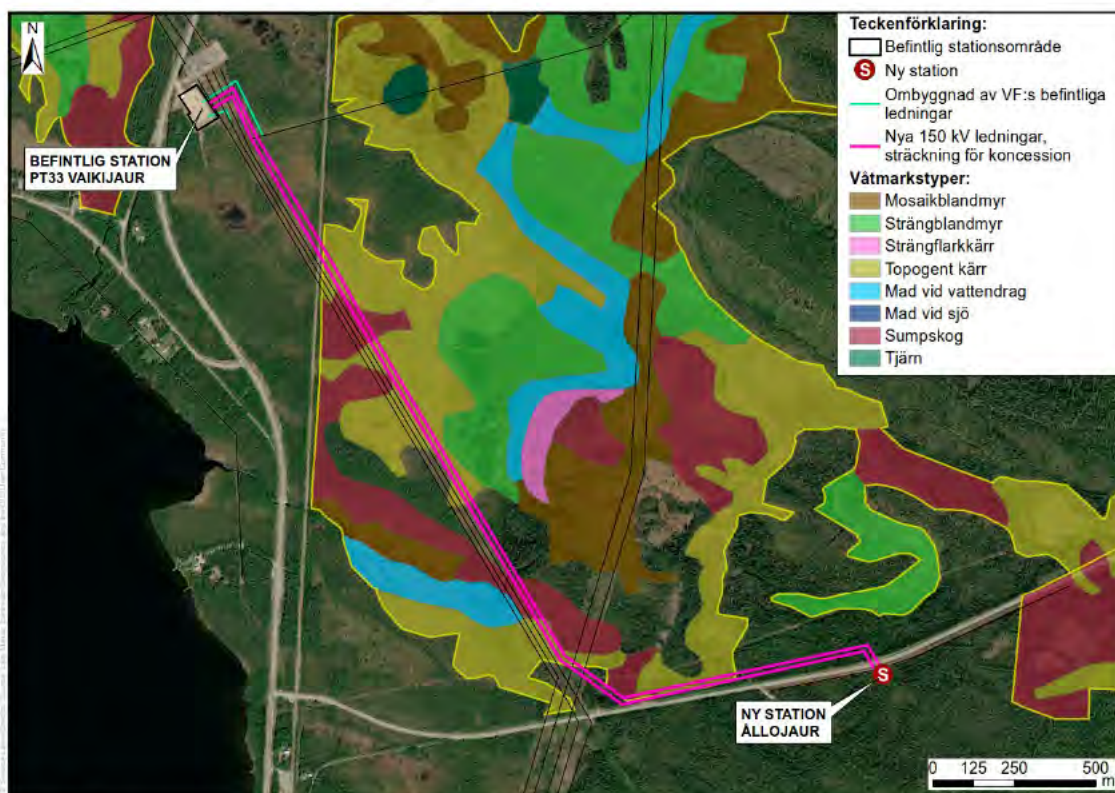 N
BEFINTLIG STATION
PT33 VAIKIJAUR
Teckenförklaring:
Befintlig stationsområde
S Ny station
Ombyggnad av VF:s befintliga
ledningar
Nya 150 kV ledningar,
sträckning för koncession
Våtmarkstyper:
Mosaikblandmyr
Strängblandmyr
Strängflarkkärr
Topogent kärr
Mad vid vattendrag
Mad vid sjö
Sumpskog
Tjärn
S
NY STATION
ÅLLOJAUR
0 125 250 500
m